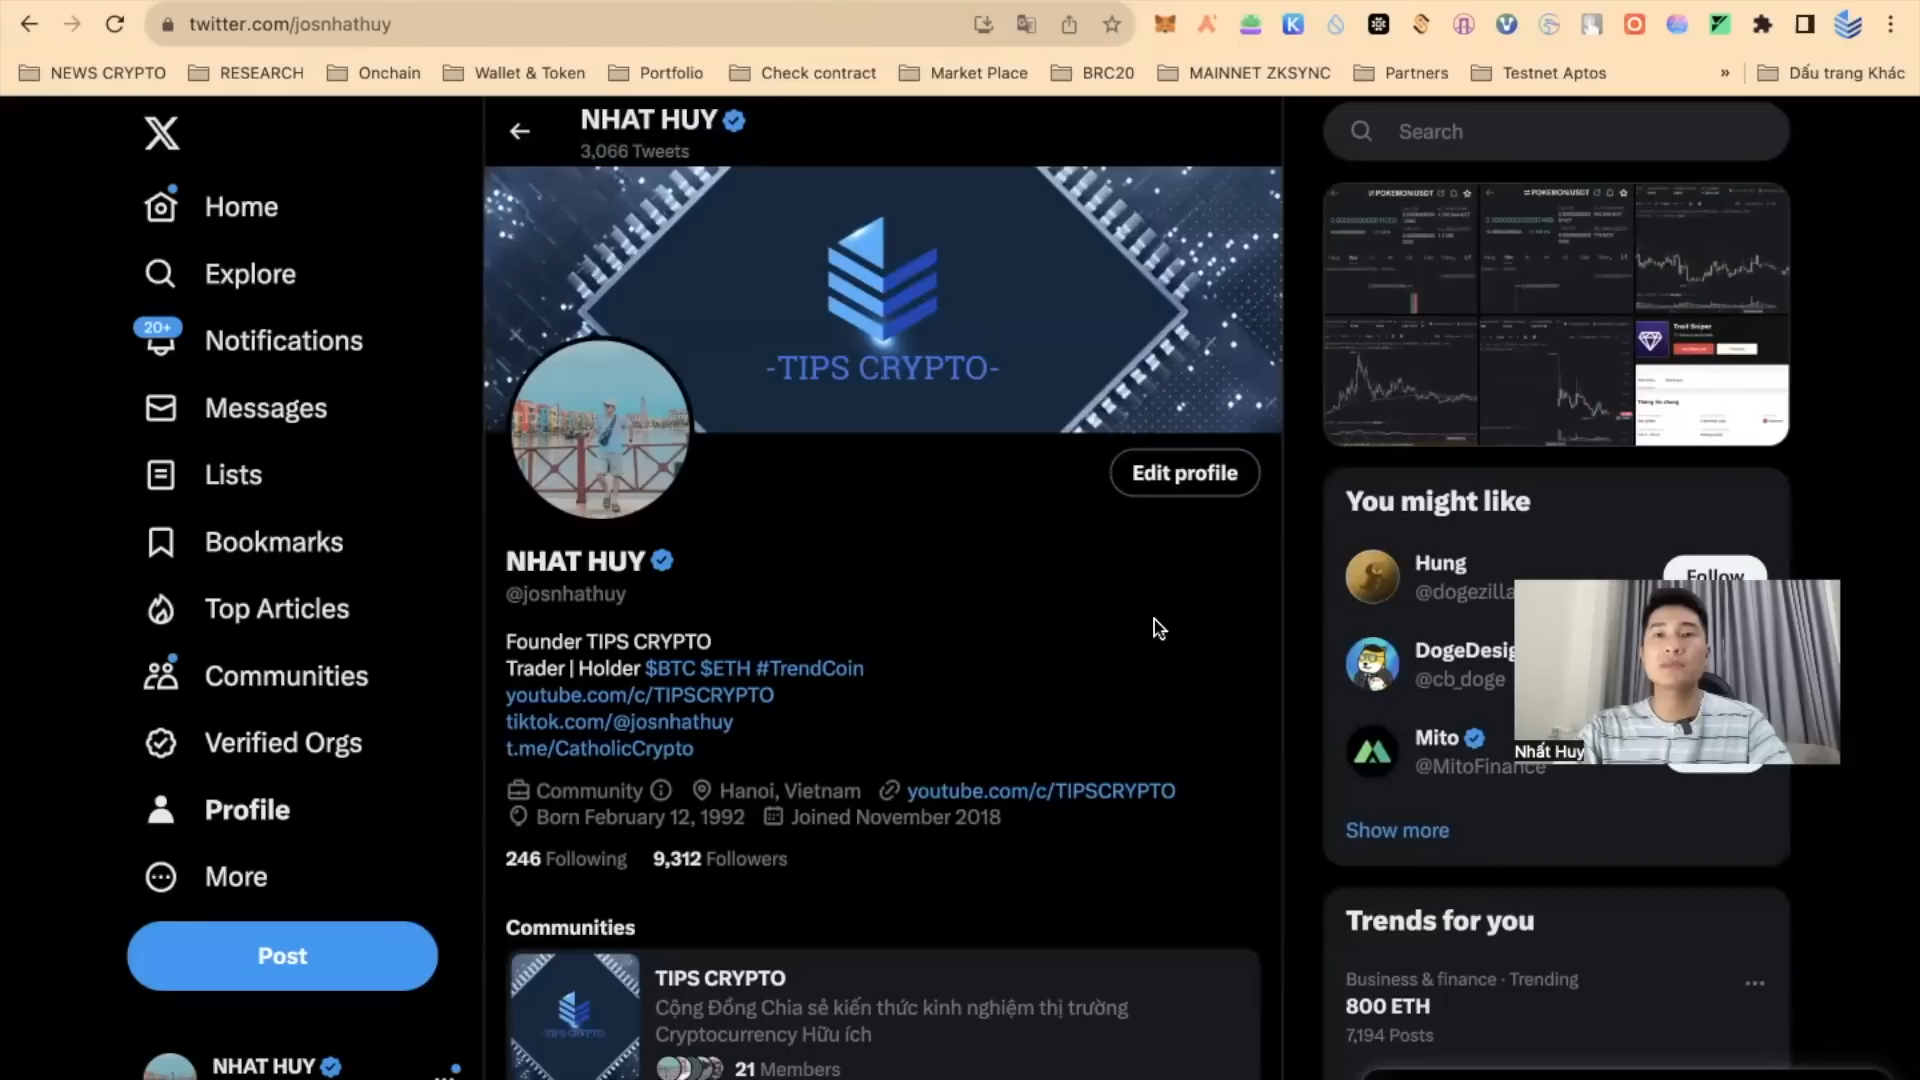 twitter.com/josnhathuy
NEWS CRYPTO
RESEARCH
Onchain
Wallet & Token
Portfolio
Check contract
Market Place
BRC20
MAINNET ZKSYNC
Partners
Testnet Aptos
»
Dấu trang Khác
Home
Explore
20+
Notifications
Messages
Lists
Bookmarks
Top Articles
Communities
Verified Orgs
Profile
More
Post
NHAT HUY
NHAT HUY
3,066 Tweets
-TIPS CRYPTO-
Edit profile
NHAT HUY
@josnhathuy
Founder TIPS CRYPTO
Trader | Holder $BTC $ETH #TrendCoin
youtube.com/c/TIPSCRYPTO
tiktok.com/@josnhathuy
t.me/CatholicCrypto
Community
Hanoi, Vietnam
youtube.com/c/TIPSCRYPTO
Born February 12, 1992
Joined November 2018
246 Following
9,312 Followers
Communities
TIPS CRYPTO
Cộng Đồng Chia sẻ kiến thức kinh nghiệm thị trường
Cryptocurrency Hữu ích
21 Members
Search
POKEMON/USDT
POKEMON/USDT
You might like
Hung
@dogezilla
Follow
DogeDesig
@cb_doge
Mito
@MitoFinance
Nhất Huy
Show more
Trends for you
Business & finance · Trending
800 ETH
7,194 Posts